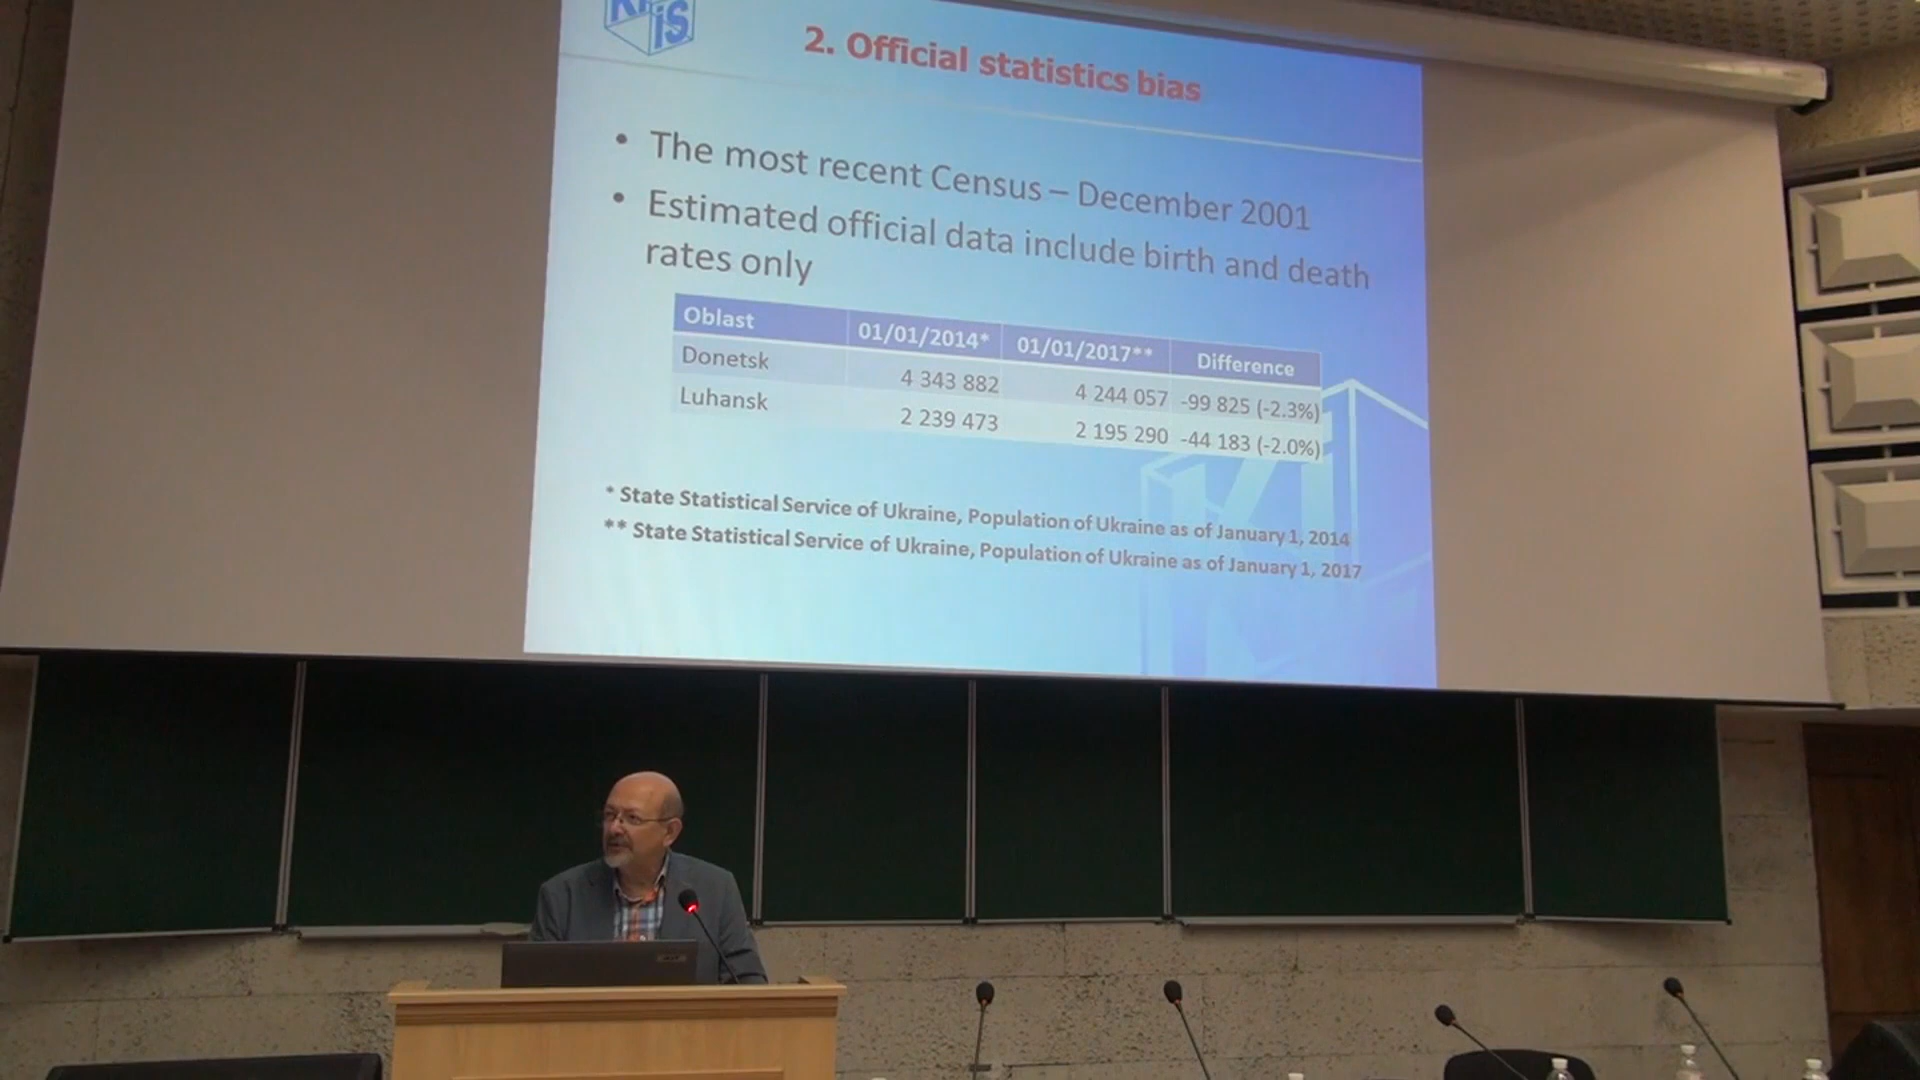 KiiS
2. Official statistics bias
• The most recent Census – December 2001
• Estimated official data include birth and death
rates only
Oblast 01/01/2014* 01/01/2017** Difference
Donetsk 4 343 882 4 244 057 -99 825 (-2.3%)
Luhansk 2 239 473 2 195 290 -44 183 (-2.0%)
* State Statistical Service of Ukraine, Population of Ukraine as of January 1, 2014
** State Statistical Service of Ukraine, Population of Ukraine as of January 1, 2017